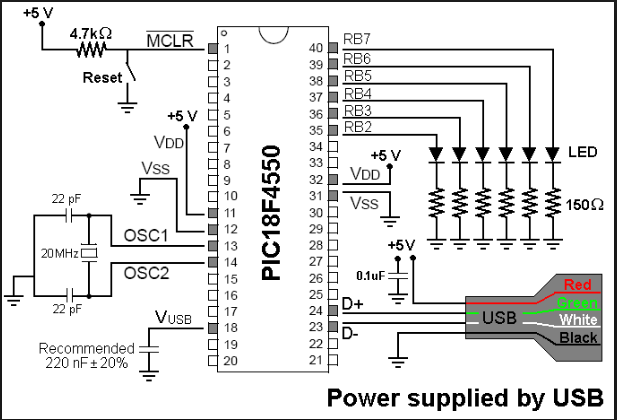 +5 V
4.7kΩ
MCLR
Reset
+5 V
VDD
VSS
22 pF
20MHz
OSC1
OSC2
22 pF
VUSB
Recommended
220 nF ± 20%
PIC18F4550
1
2
3
4
5
6
7
8
9
10
11
12
13
14
15
16
17
18
19
20
40
39
38
37
36
35
34
33
32
31
30
29
28
27
26
25
24
23
22
21
RB7
RB6
RB5
RB4
RB3
RB2
+5 V
VDD
VSS
LED
150Ω
+5V
0.1uF
D+
D-
USB
Red
Green
White
Black
Power supplied by USB